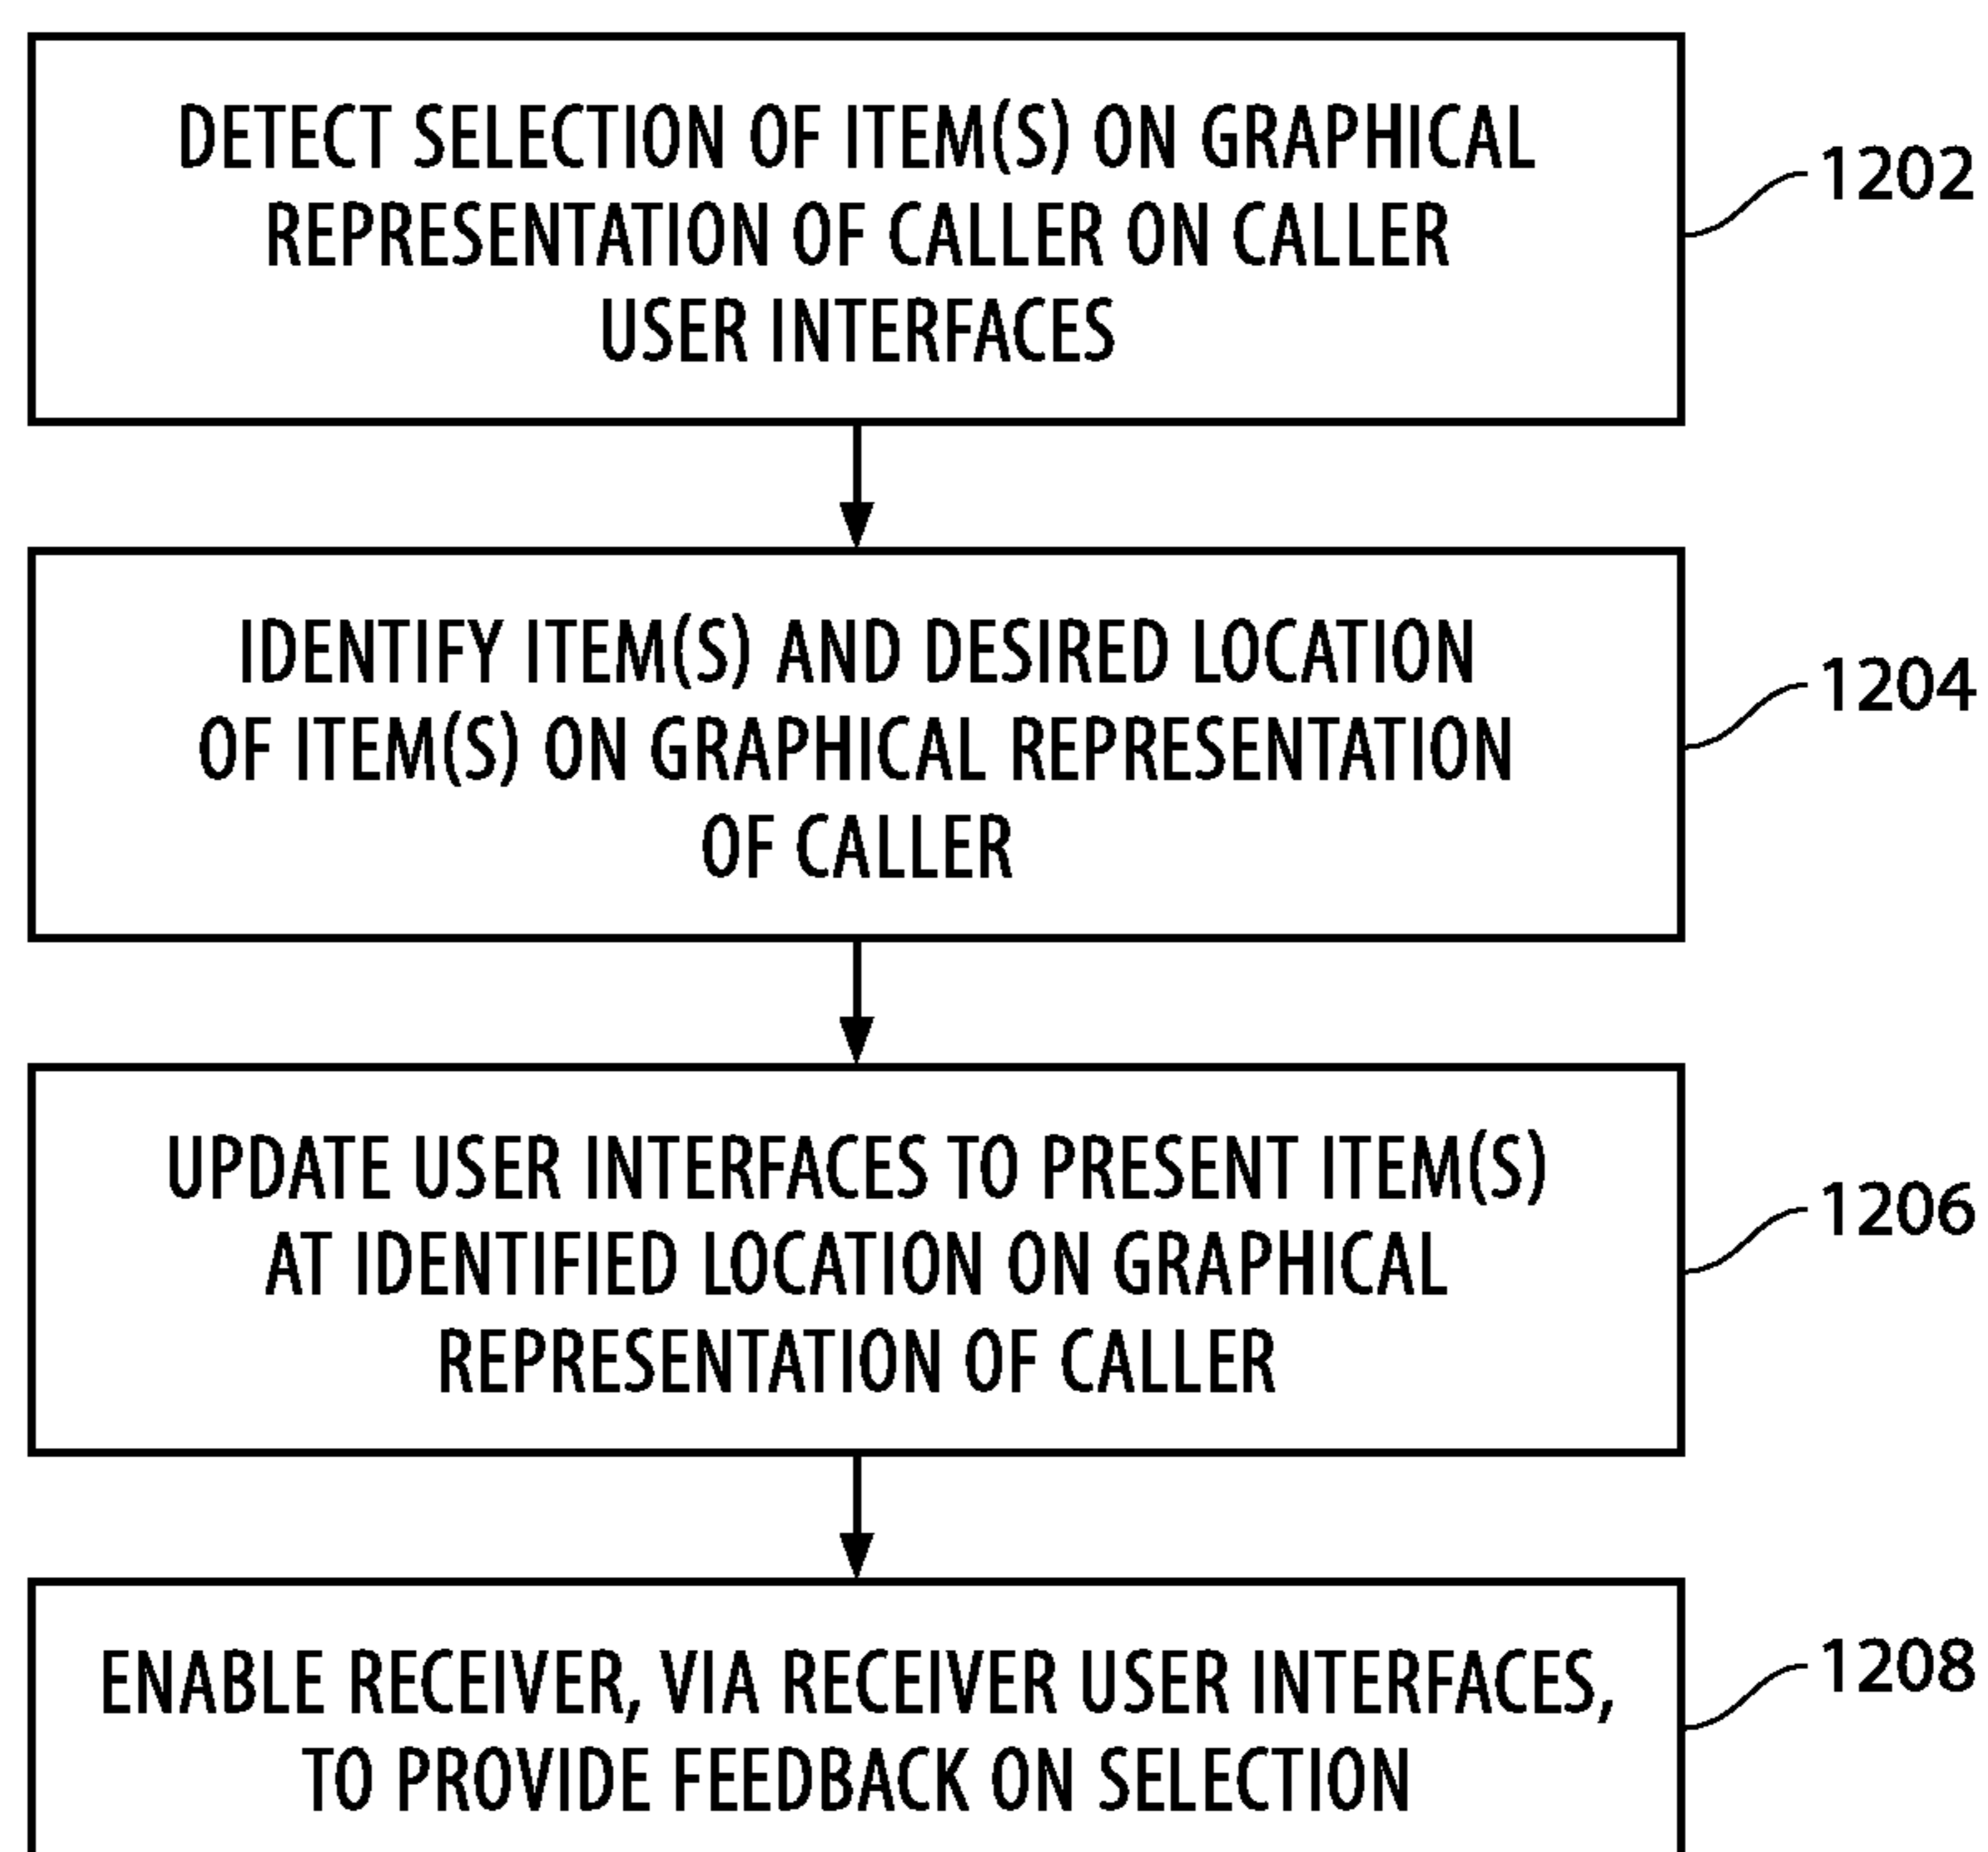 DETECT SELECTION OF ITEM(S) ON GRAPHICAL
REPRESENTATION OF CALLER ON CALLER
USER INTERFACES
1202
IDENTIFY ITEM(S) AND DESIRED LOCATION
OF ITEM(S) ON GRAPHICAL REPRESENTATION
OF CALLER
1204
UPDATE USER INTERFACES TO PRESENT ITEM(S)
AT IDENTIFIED LOCATION ON GRAPHICAL
REPRESENTATION OF CALLER
1206
ENABLE RECEIVER, VIA RECEIVER USER INTERFACES,
TO PROVIDE FEEDBACK ON SELECTION
1208